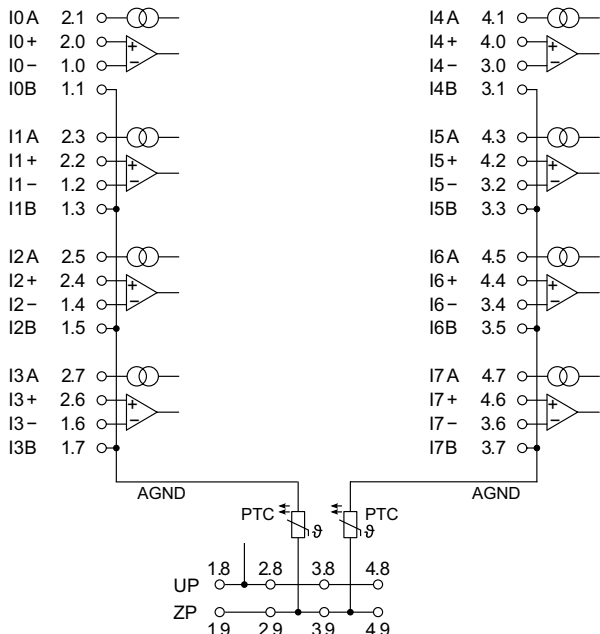 I0A 2.1 I4A 4.1
I0+ 2.0 + I4+ 4.0 +
I0− 1.0 − I4− 3.0 −
I0B 1.1 I4B 3.1
I1A 2.3 I5A 4.3
I1+ 2.2 + I5+ 4.2 +
I1− 1.2 − I5− 3.2 −
I1B 1.3 I5B 3.3
I2A 2.5 I6A 4.5
I2+ 2.4 + I6+ 4.4 +
I2− 1.4 − I6− 3.4 −
I2B 1.5 I6B 3.5
I3A 2.7 I7A 4.7
I3+ 2.6 + I7+ 4.6 +
I3− 1.6 − I7− 3.6 −
I3B 1.7 I7B 3.7
AGND AGND
PTC ϑ PTC ϑ
1.8 2.8 3.8 4.8
UP
ZP
1.9 2.9 3.9 4.9